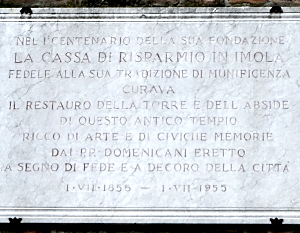 NEL I CENTENARIO DELLA SUA FONDAZIONE
LA CASSA DI RISPARMIO IN IMOLA
FEDELE ALLA SUA TRADIZIONE DI MUNIFICENZA
CURAVA
IL RESTAURO DELLA TORRE E DELL'ABSIDE
DI QUESTO ANTICO TEMPIO
RICCO DI ARTE E DI CIVICHE MEMORIE
DAI PP. DOMENICANI ERETTO
A SEGNO DI FEDE E A DECORO DELLA CITTÀ
1·VII·1855 — 1·VII·1955